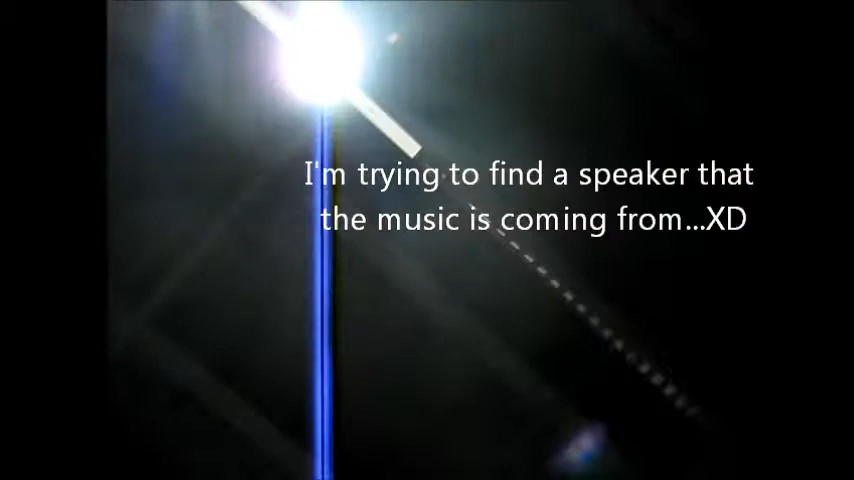 I'm trying to find a speaker that
the music is coming from...XD